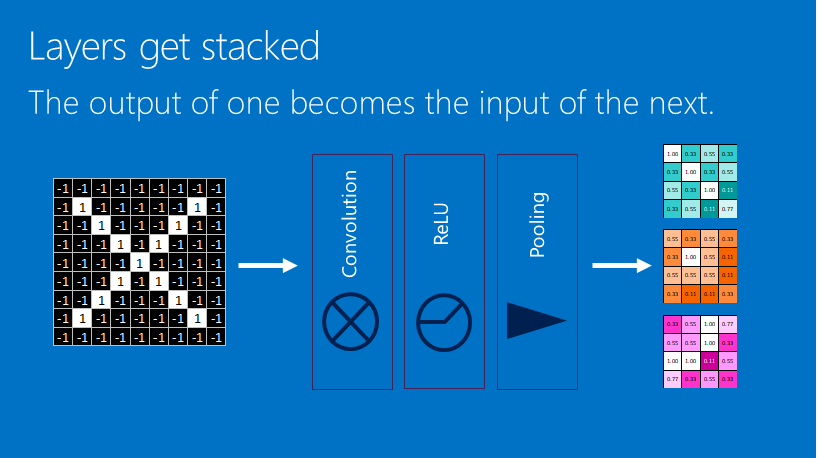 Layers get stacked
The output of one becomes the input of the next.
-1 -1 -1 -1 -1 -1 -1 -1 -1
-1 1 -1 -1 -1 -1 -1 1 -1
-1 -1 1 -1 -1 -1 1 -1 -1
-1 -1 -1 1 -1 1 -1 -1 -1
-1 -1 -1 -1 1 -1 -1 -1 -1
-1 -1 -1 1 -1 1 -1 -1 -1
-1 -1 1 -1 -1 -1 1 -1 -1
-1 1 -1 -1 -1 -1 -1 1 -1
-1 -1 -1 -1 -1 -1 -1 -1 -1
Convolution
ReLU
Pooling
1.00 0.33 0.55 0.33
0.33 1.00 0.33 0.55
0.55 0.33 1.00 0.11
0.33 0.55 0.11 0.77
0.55 0.33 0.55 0.33
0.33 1.00 0.55 0.11
0.55 0.55 0.55 0.11
0.33 0.11 0.11 0.33
0.33 0.55 1.00 0.77
0.55 0.55 1.00 0.33
1.00 1.00 0.11 0.55
0.77 0.33 0.55 0.33